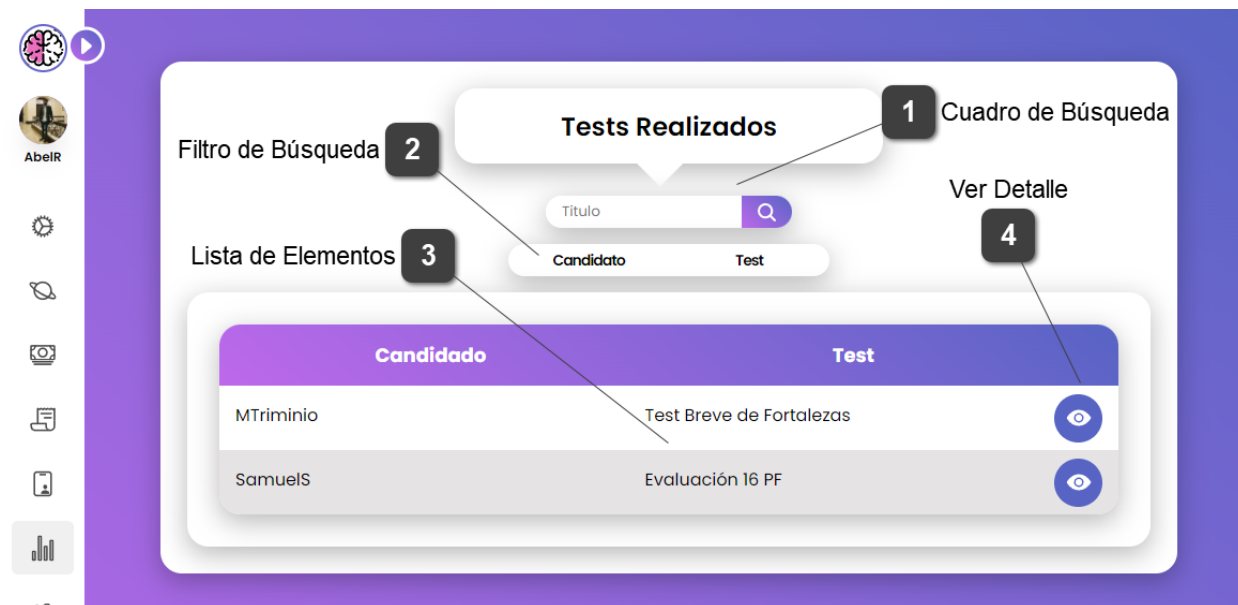 Tests Realizados
1 Cuadro de Búsqueda
Filtro de Búsqueda 2
AbelR
Ver Detalle
4
Título
Lista de Elementos 3
Candidato Test
Candidado Test
MTriminio Test Breve de Fortalezas
SamuelS Evaluación 16 PF